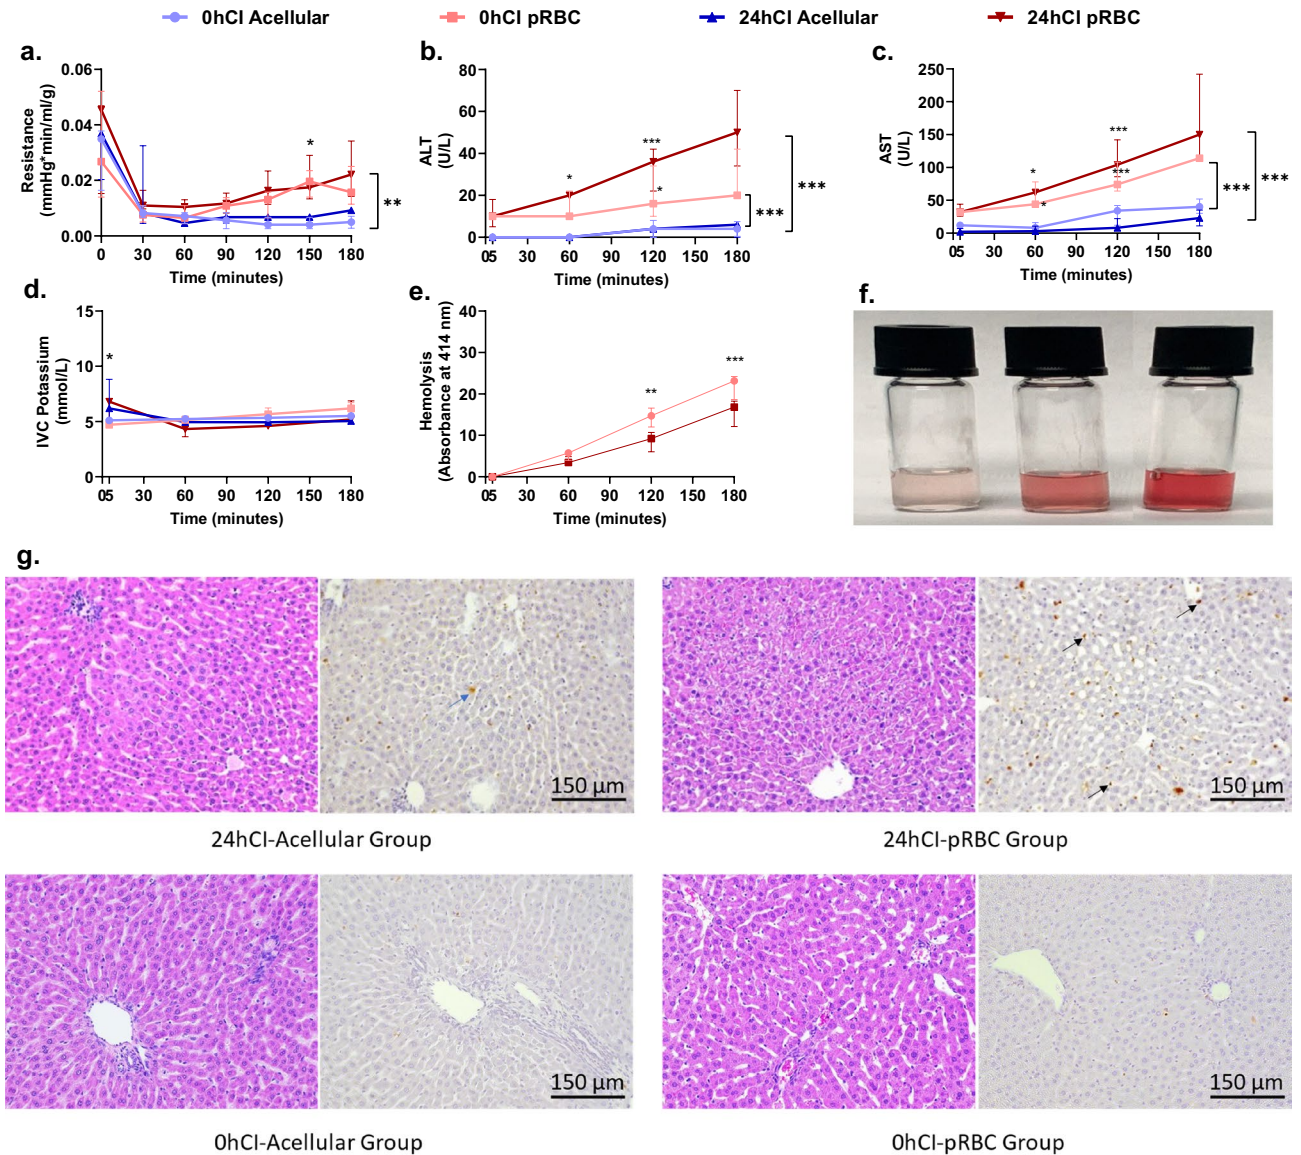 0hCI Acellular 0hCI pRBC 24hCI Acellular 24hCI pRBC
a. b. c.
Resistance
(mmHg*min/ml/g)
0.06
0.04
0.02
0.00
0 30 60 90 120 150 180
Time (minutes)
*
**
ALT
(U/L)
80
60
40
20
0
05 30 60 90 120 150 180
Time (minutes)
*
***
*
***
***
AST
(U/L)
250
200
150
100
50
0
05 30 60 90 120 150 180
Time (minutes)
*
***
*
***
***
***
d. e. f.
IVC Potassium
(mmol/L)
15
10
5
0
05 30 60 90 120 150 180
Time (minutes)
*
Hemolysis
(Absorbance at 414 nm)
40
30
20
10
0
05 30 60 90 120 150 180
Time (minutes)
**
***
g.
150 µm
150 µm
24hCI-Acellular Group
24hCI-pRBC Group
150 µm
150 µm
0hCI-Acellular Group
0hCI-pRBC Group